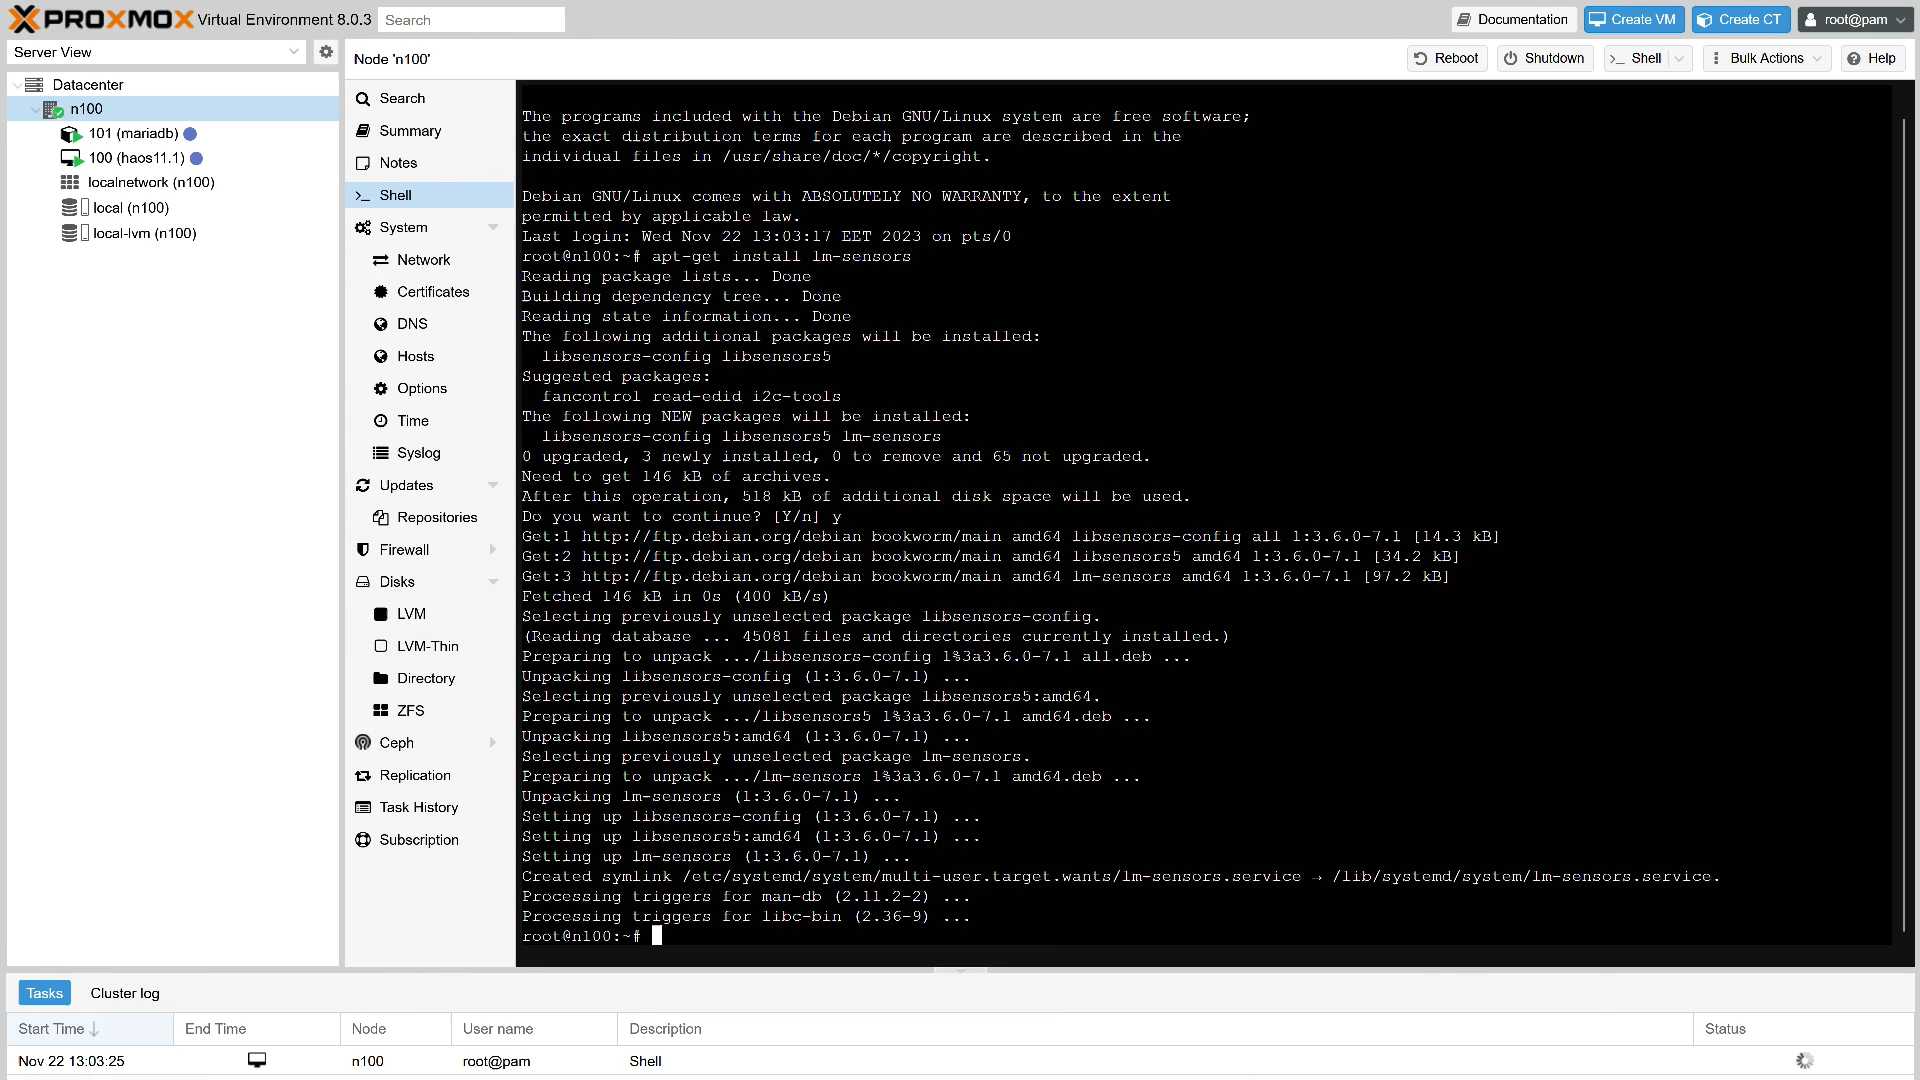 PROXMOX Virtual Environment 8.0.3 Search
Documentation Create VM Create CT root@pam
Server View
Node 'n100'
Reboot Shutdown >_ Shell Bulk Actions Help
Datacenter
n100
101 (mariadb)
100 (haos11.1)
localnetwork (n100)
local (n100)
local-lvm (n100)
Search
Summary
Notes
>_ Shell
System
Network
Certificates
DNS
Hosts
Options
Time
Syslog
Updates
Repositories
Firewall
Disks
LVM
LVM-Thin
Directory
ZFS
Ceph
Replication
Task History
Subscription
The programs included with the Debian GNU/Linux system are free software;
the exact distribution terms for each program are described in the
individual files in /usr/share/doc/*/copyright.
Debian GNU/Linux comes with ABSOLUTELY NO WARRANTY, to the extent
permitted by applicable law.
Last login: Wed Nov 22 13:03:17 EET 2023 on pts/0
root@n100:~# apt-get install lm-sensors
Reading package lists... Done
Building dependency tree... Done
Reading state information... Done
The following additional packages will be installed:
libsensors-config libsensors5
Suggested packages:
fancontrol read-edid i2c-tools
The following NEW packages will be installed:
libsensors-config libsensors5 lm-sensors
0 upgraded, 3 newly installed, 0 to remove and 65 not upgraded.
Need to get 146 kB of archives.
After this operation, 518 kB of additional disk space will be used.
Do you want to continue? [Y/n] y
Get:1 http://ftp.debian.org/debian bookworm/main amd64 libsensors-config all 1:3.6.0-7.1 [14.3 kB]
Get:2 http://ftp.debian.org/debian bookworm/main amd64 libsensors5 amd64 1:3.6.0-7.1 [34.2 kB]
Get:3 http://ftp.debian.org/debian bookworm/main amd64 lm-sensors amd64 1:3.6.0-7.1 [97.2 kB]
Fetched 146 kB in 0s (400 kB/s)
Selecting previously unselected package libsensors-config.
(Reading database ... 45081 files and directories currently installed.)
Preparing to unpack .../libsensors-config 1%3a3.6.0-7.1 all.deb ...
Unpacking libsensors-config (1:3.6.0-7.1) ...
Selecting previously unselected package libsensors5:amd64.
Preparing to unpack .../libsensors5 1%3a3.6.0-7.1 amd64.deb ...
Unpacking libsensors5:amd64 (1:3.6.0-7.1) ...
Selecting previously unselected package lm-sensors.
Preparing to unpack .../lm-sensors 1%3a3.6.0-7.1 amd64.deb ...
Unpacking lm-sensors (1:3.6.0-7.1) ...
Setting up libsensors-config (1:3.6.0-7.1) ...
Setting up libsensors5:amd64 (1:3.6.0-7.1) ...
Setting up lm-sensors (1:3.6.0-7.1) ...
Created symlink /etc/systemd/system/multi-user.target.wants/lm-sensors.service → /lib/systemd/system/lm-sensors.service.
Processing triggers for man-db (2.11.2-2) ...
Processing triggers for libc-bin (2.36-9) ...
root@n100:~#
Tasks Cluster log
Start Time ↓ End Time Node User name Description Status
Nov 22 13:03:25 n100 root@pam Shell